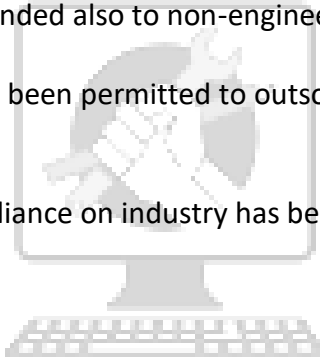 nded also to non-enginee
been permitted to outso
liance on industry has be